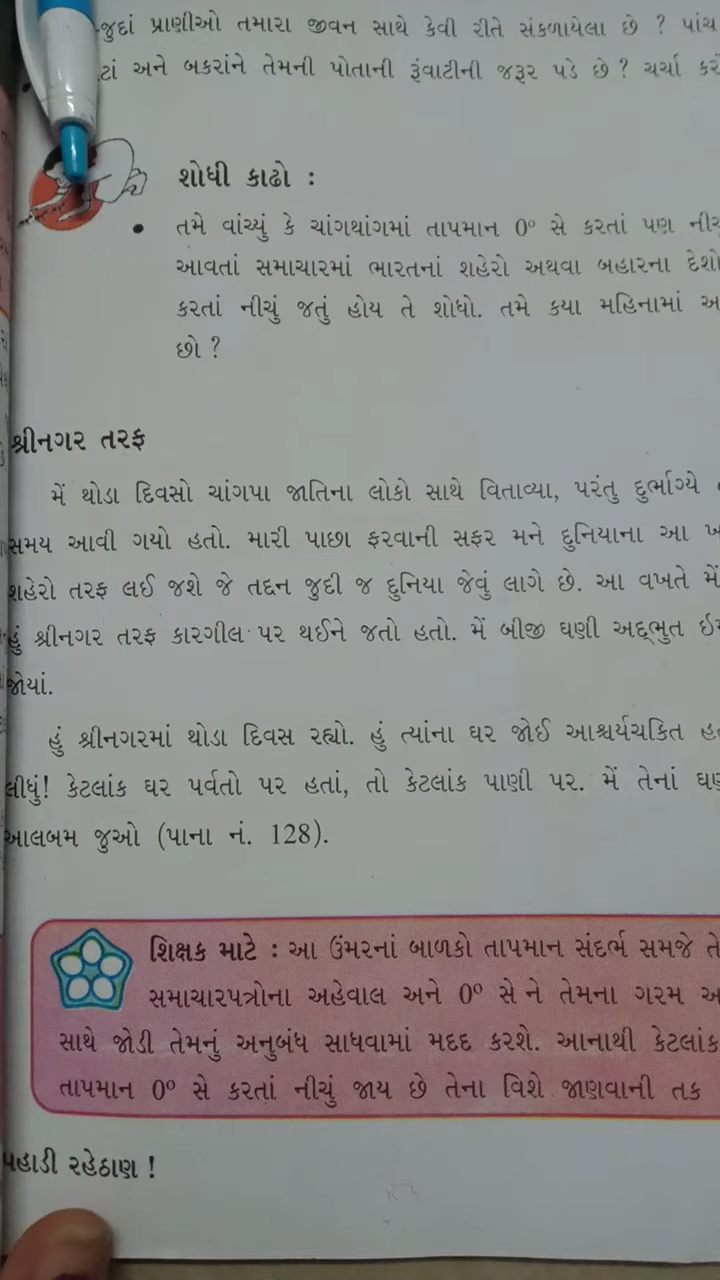 જુદાં પ્રાણીઓ તમારા જીવન સાથે કેવી રીતે સંકળાયેલા છે ? પાંચ
અને બકરાંને તેમની પોતાની રૂંવાટીની જરૂર પડે છે ? ચર્ચા
શોધી કાઢો :
• તમે વાંચ્યું કે ચાંગથાંગમાં તાપમાન 0° સે કરતાં પણ
આવતાં સમાચારમાં ભારતનાં શહેરો અથવા બહારના
કરતાં નીચું જતું હોય તે શોધો. તમે કયા મહિનામાં
છો ?
શ્રીનગર તરફ
મેં થોડા દિવસો ચાંગપા જાતિના લોકો સાથે વિતાવ્યા, પરંતુ દુર્ભાગ્યે
સમય આવી ગયો હતો. મારી પાછા ફરવાની સફર મને દુનિયાના આ
શહેરો તરફ લઈ જશે જે તદ્દન જુદી જ દુનિયા જેવું લાગે છે. આ વખતે મેં
હું શ્રીનગર તરફ કારગીલ પર થઈને જતો હતો. મેં બીજી ઘણી અદ્ભુત
જોયાં.
હું શ્રીનગરમાં થોડા દિવસ રહ્યો. હું ત્યાંના ઘર જોઈ આશ્ચર્યચકિત
લીધું! કેટલાંક ઘર પર્વતો પર હતાં, તો કેટલાંક પાણી પર. મેં તેનાં
આલબમ જુઓ (પાના નં. 128).
શિક્ષક માટે : આ ઉંમરનાં બાળકો તાપમાન સંદર્ભ સમજે
સમાચારપત્રોના અહેવાલ અને 0° સે ને તેમના ગરમ
સાથે જોડી તેમનું અનુબંધ સાધવામાં મદદ કરશે. આનાથી કેટલાંક
તાપમાન 0° સે કરતાં નીચું જાય છે તેના વિશે જાણવાની તક
પહાડી રહેઠાણ !